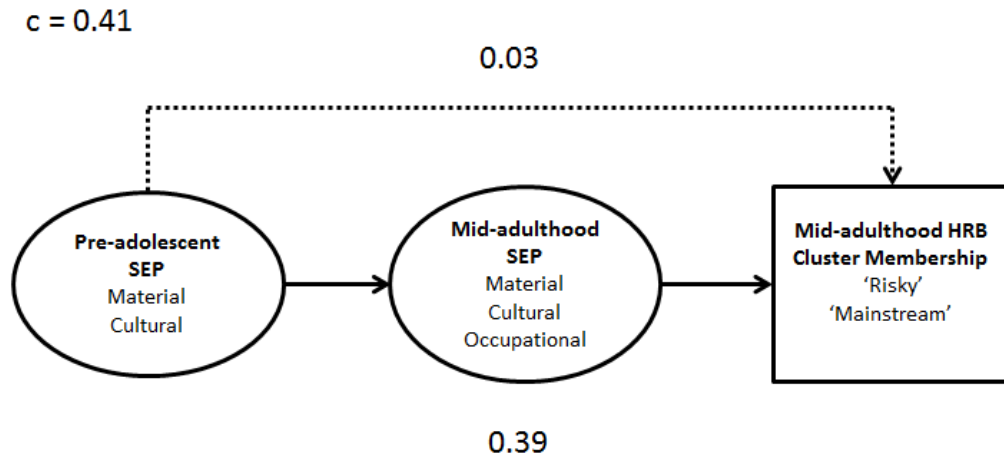 c = 0.41
0.03
Pre-adolescent
SEP
Material
Cultural
Mid-adulthood
SEP
Material
Cultural
Occupational
Mid-adulthood HRB
Cluster Membership
‘Risky’
‘Mainstream’
0.39